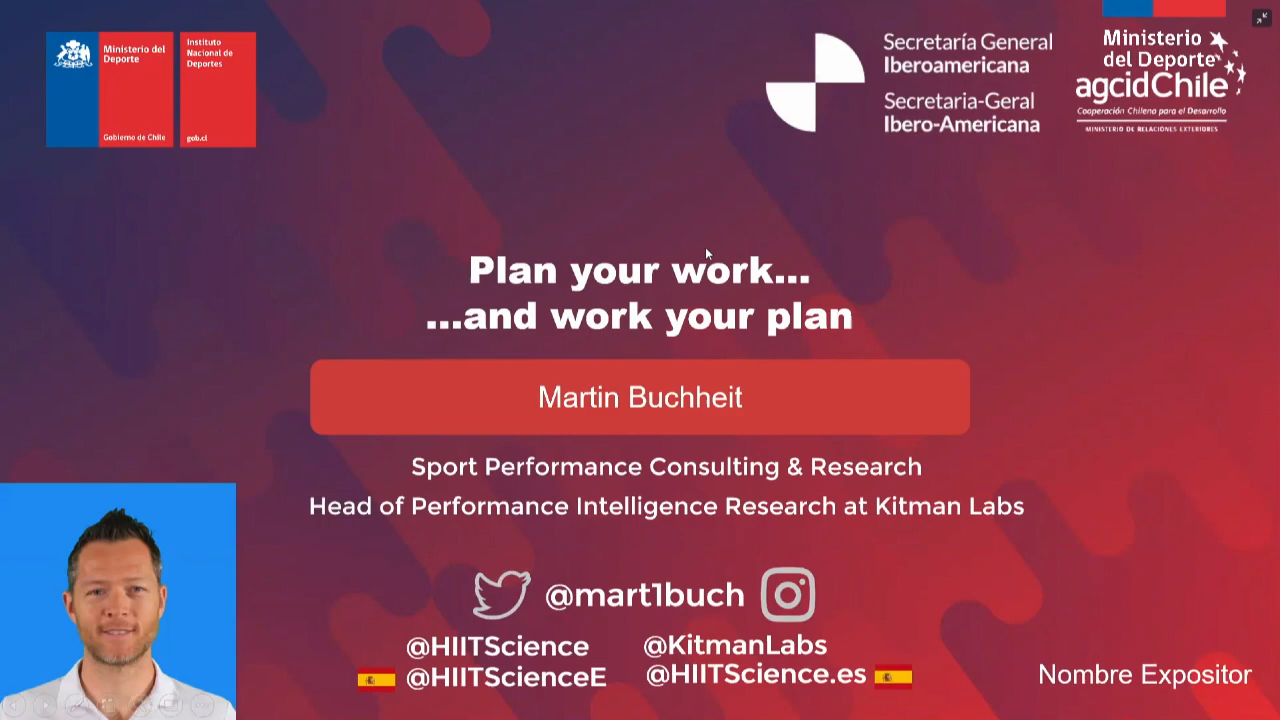 Ministerio del
Deporte
Gobierno de Chile
Instituto
Nacional de
Deportes
gob.cl
Secretaría General
Iberoamericana
Secretaria-Geral
Ibero-Americana
Ministerio
del Deporte
agcidChile
Cooperación Chilena para el Desarrollo
MINISTERIO DE RELACIONES EXTERIORES
Plan your work...
...and work your plan
Martin Buchheit
Sport Performance Consulting & Research
Head of Performance Intelligence Research at Kitman Labs
@mart1buch
@HIITScience
@KitmanLabs
@HIITScienceE
@HIITScience.es
Nombre Expositor